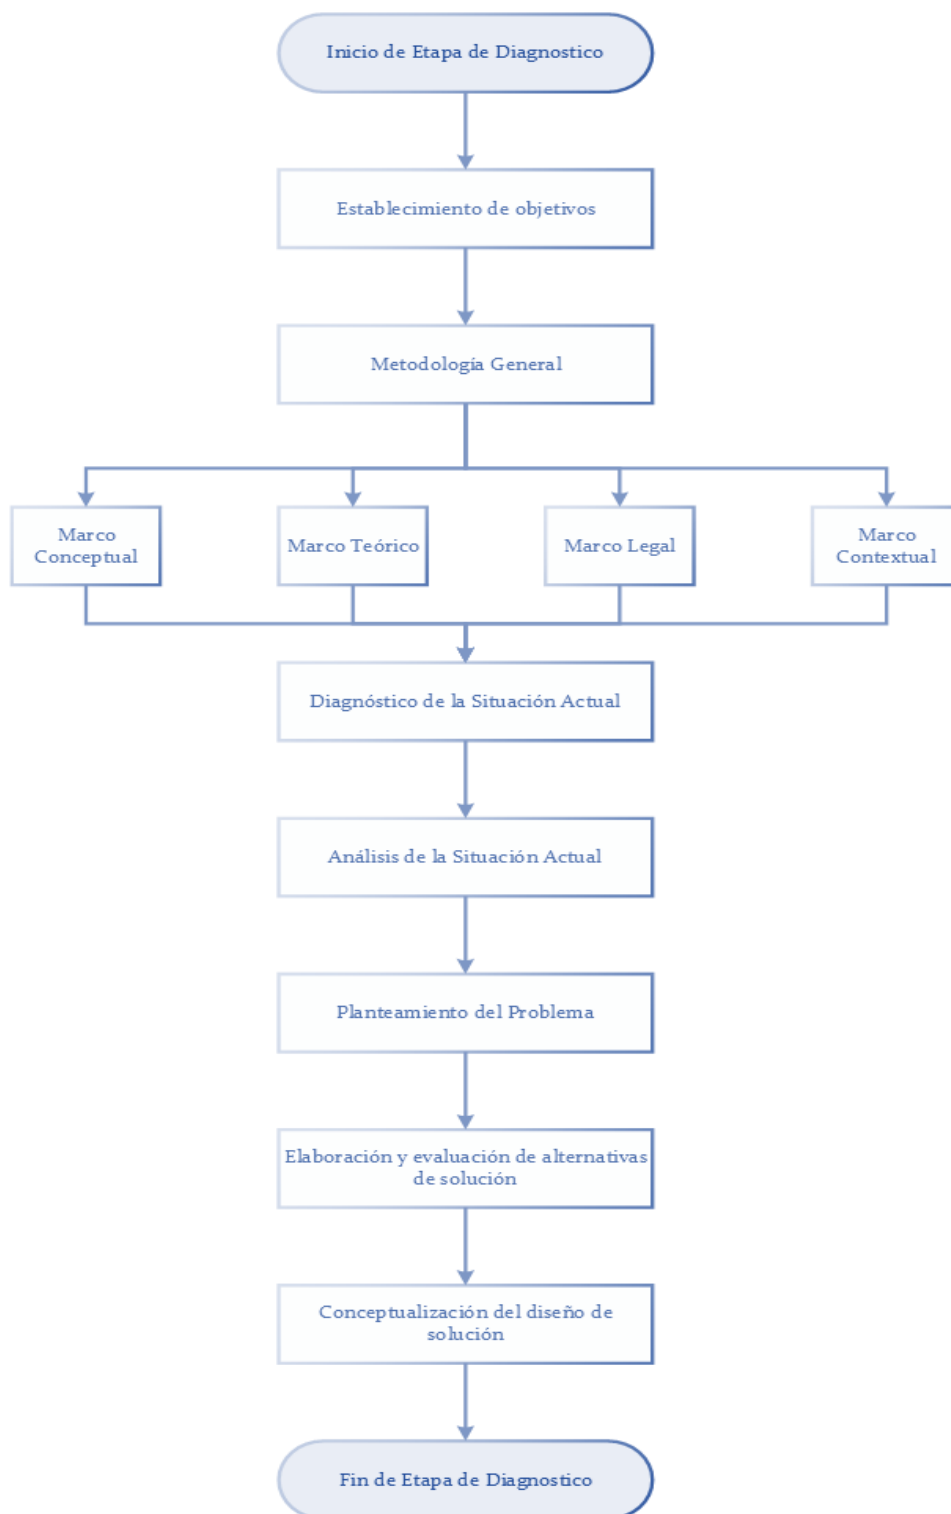 Inicio de Etapa de Diagnostico
Establecimiento de objetivos
Metodología General
Marco
Conceptual
Marco Teórico
Marco Legal
Marco
Contextual
Diagnóstico de la Situación Actual
Análisis de la Situación Actual
Planteamiento del Problema
Elaboración y evaluación de alternativas
de solución
Conceptualización del diseño de
solución
Fin de Etapa de Diagnostico